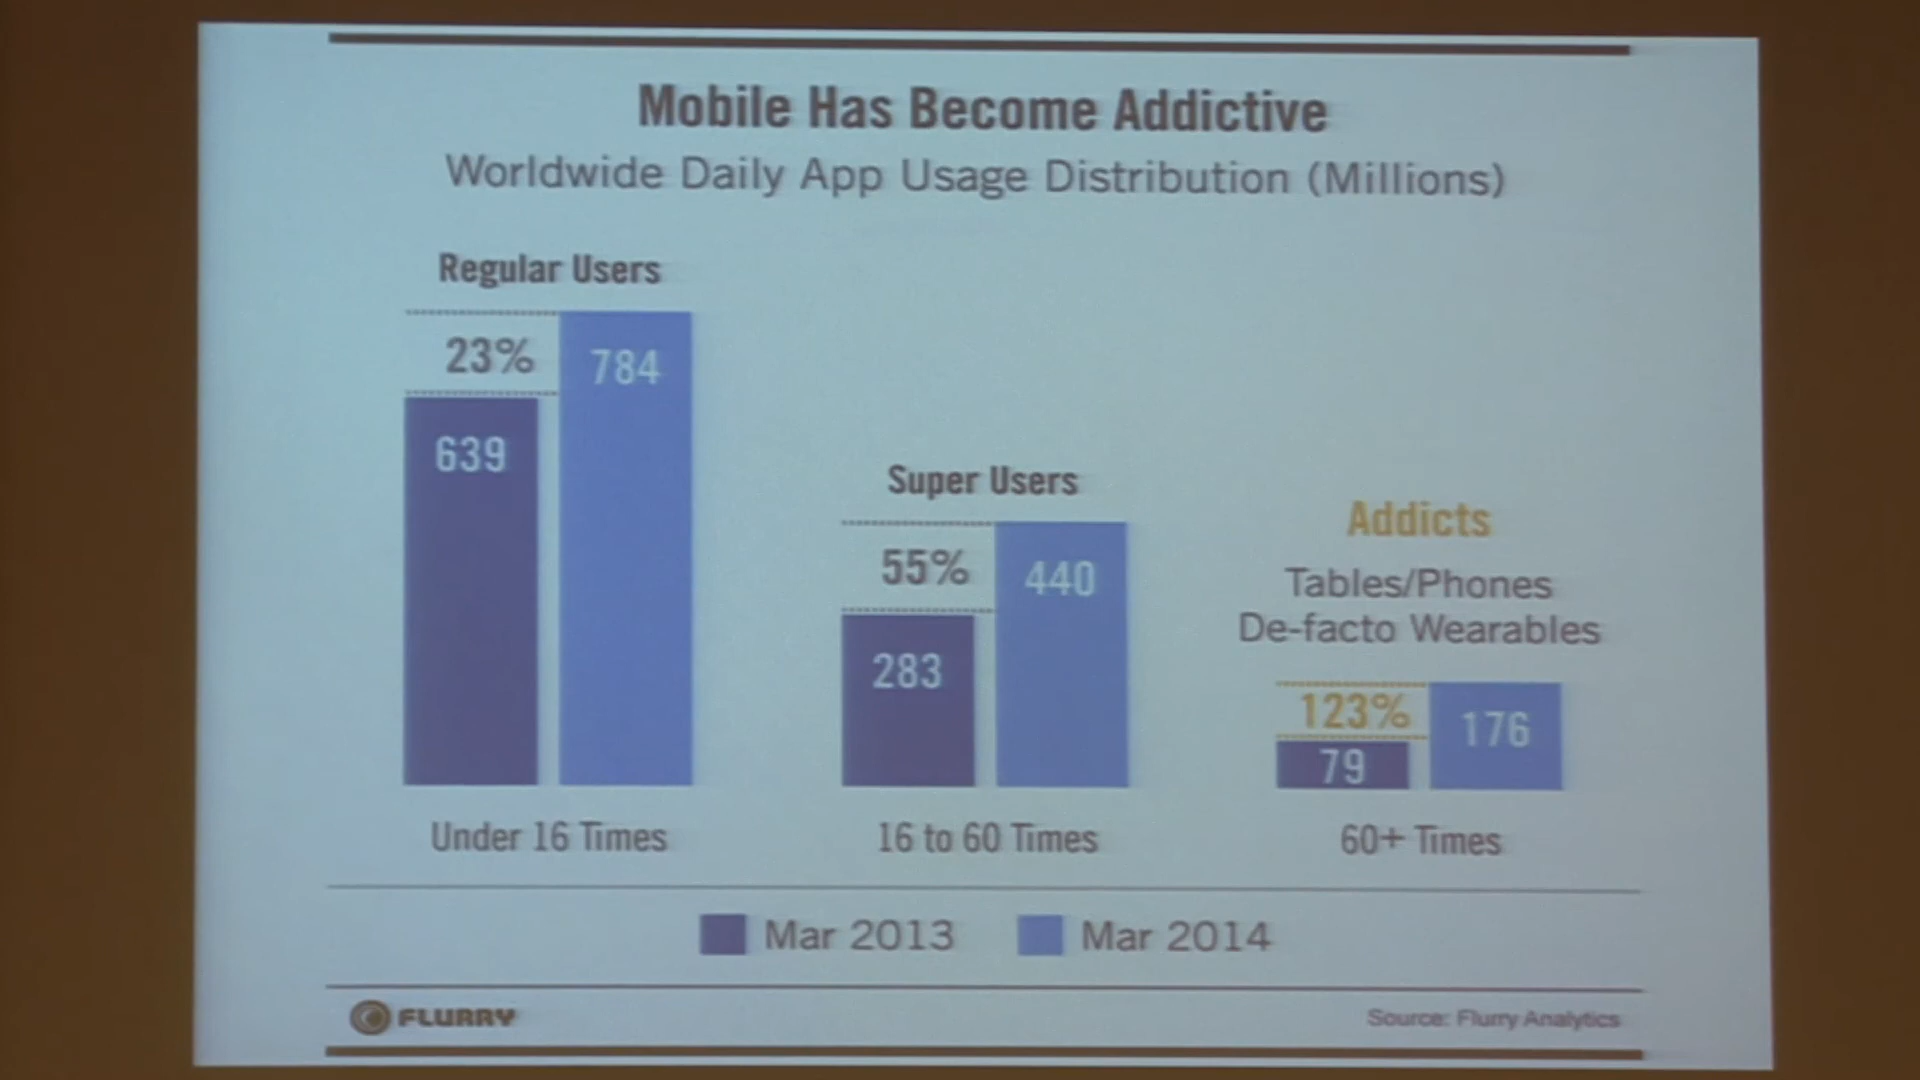 Mobile Has Become Addictive
Worldwide Daily App Usage Distribution (Millions)
Regular Users
23%
784
639
Under 16 Times
Super Users
55%
440
283
16 to 60 Times
Addicts
Tables/Phones
De-facto Wearables
123%
176
79
60+ Times
Mar 2013
Mar 2014
FLURRY
Source: Flurry Analytics